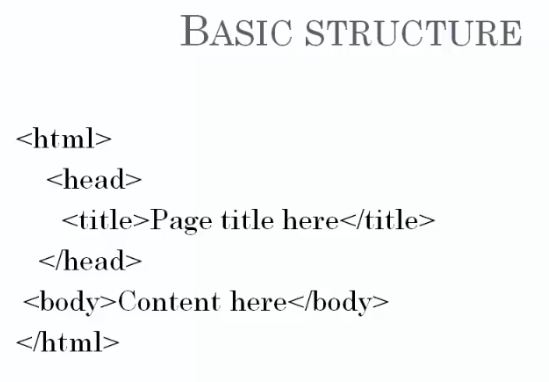 BASIC STRUCTURE
<html>
<head>
<title>Page title here</title>
</head>
<body>Content here</body>
</html>